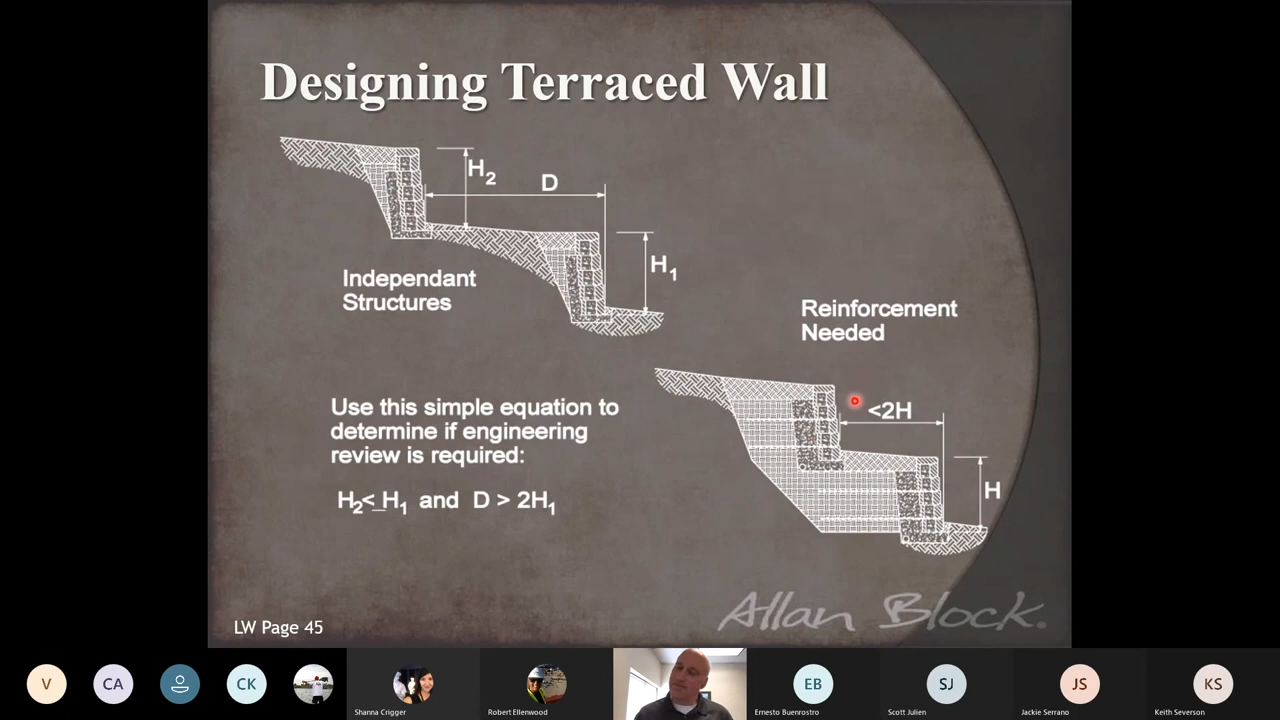 Designing Terraced Wall
H2
D
H1
Independant
Structures
Reinforcement
Needed
<2H
H
Use this simple equation to
determine if engineering
review is required:
H2<_H1 and D > 2H1
Allan Block.
LW Page 45
V
CA
CK
Shanna Crigger
Robert Ellenwood
EB
Ernesto Buenrostro
SJ
Scott Julien
JS
Jackie Serrano
KS
Keith Severson